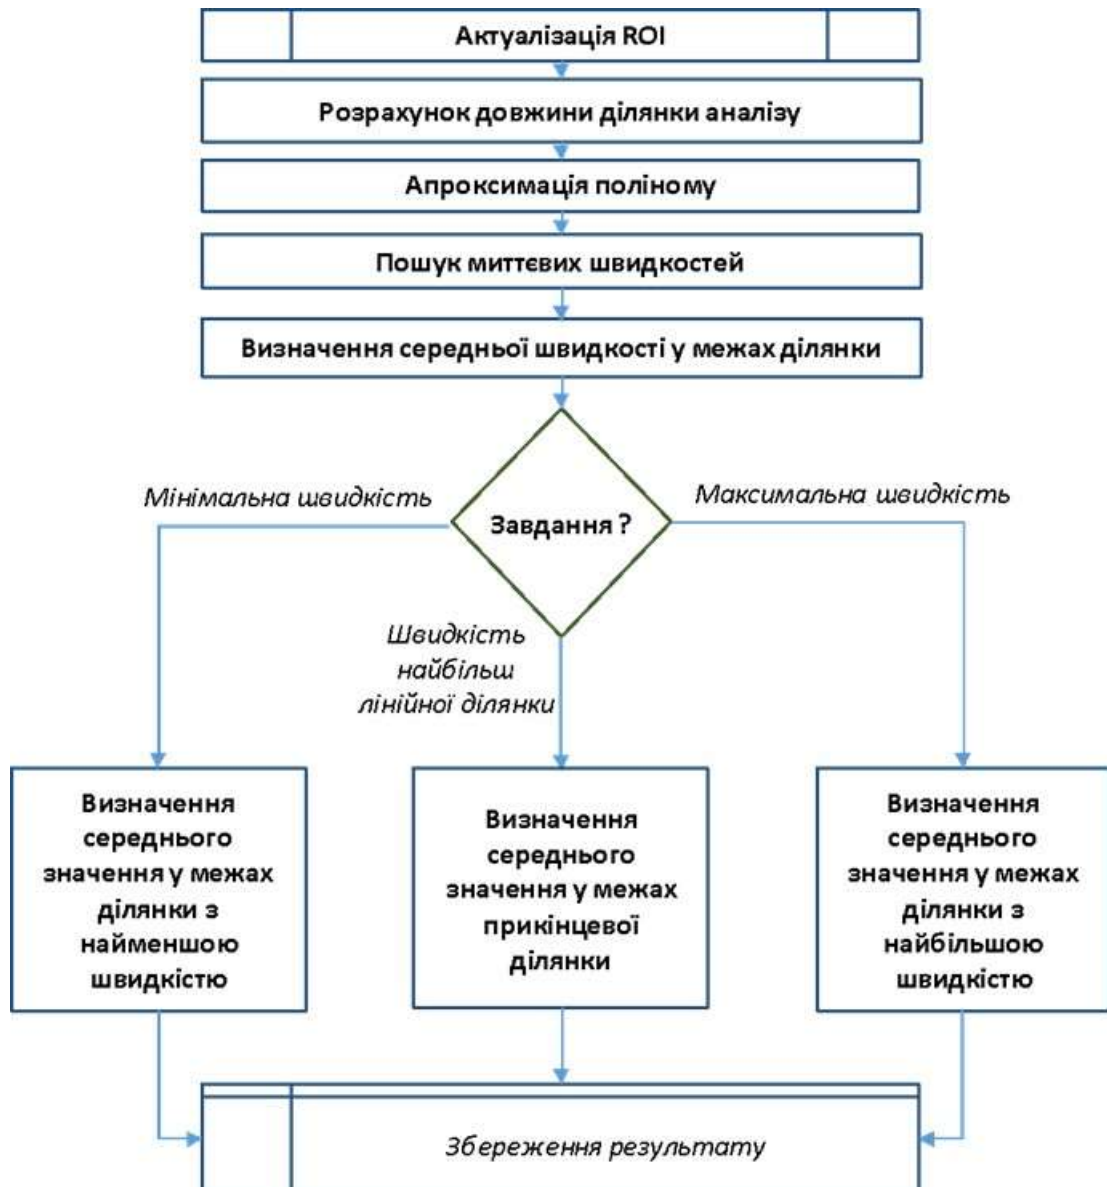 Актуалізація ROI
Розрахунок довжини ділянки аналізу
Апроксимація поліному
Пошук миттєвих швидкостей
Визначення середньої швидкості у межах ділянки
Мінімальна швидкість
Завдання ?
Максимальна швидкість
Швидкість
найбільш
лінійної ділянки
Визначення
середнього
значення у межах
ділянки з
найменшою
швидкістю
Визначення
середнього
значення у межах
прикінцевої
ділянки
Визначення
середнього
значення у межах
ділянки з
найбільшою
швидкістю
Збереження результату